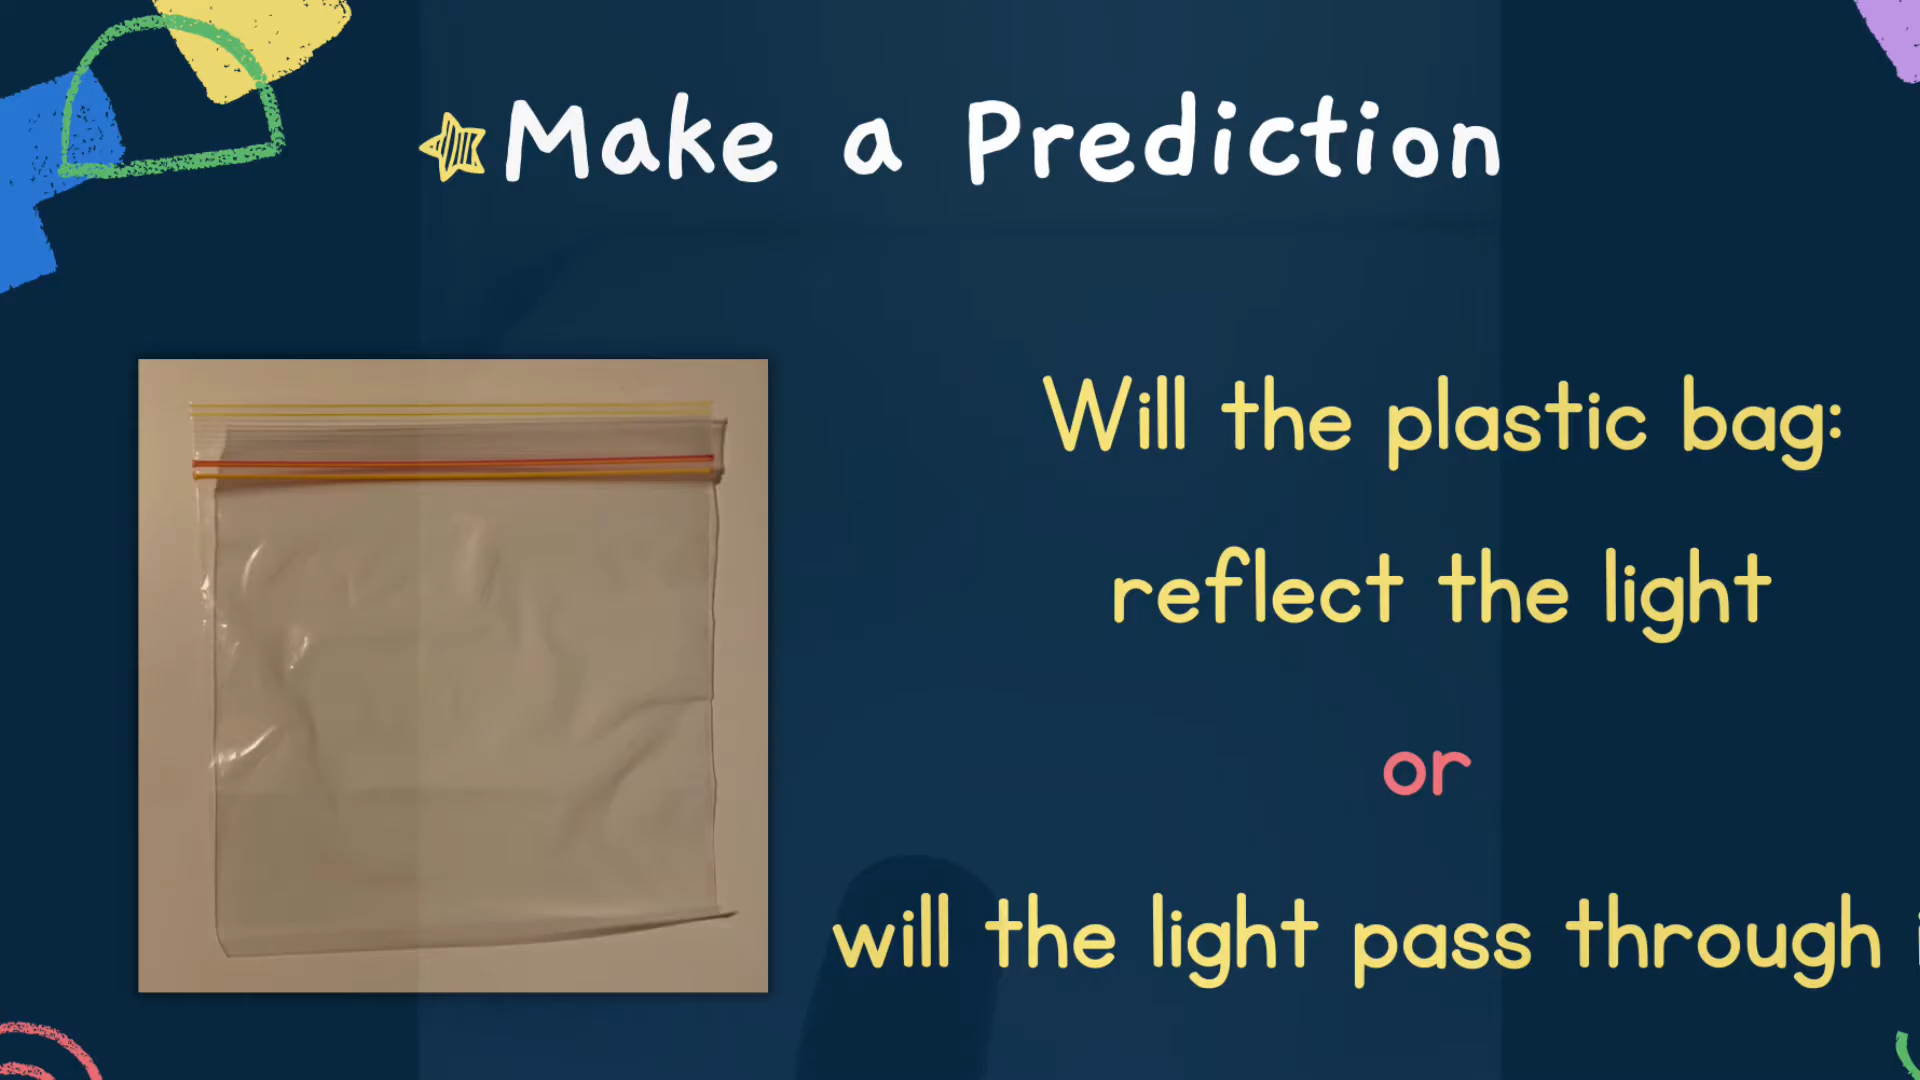 Make a Prediction
Will the plastic bag:
reflect the light
or
will the light pass through